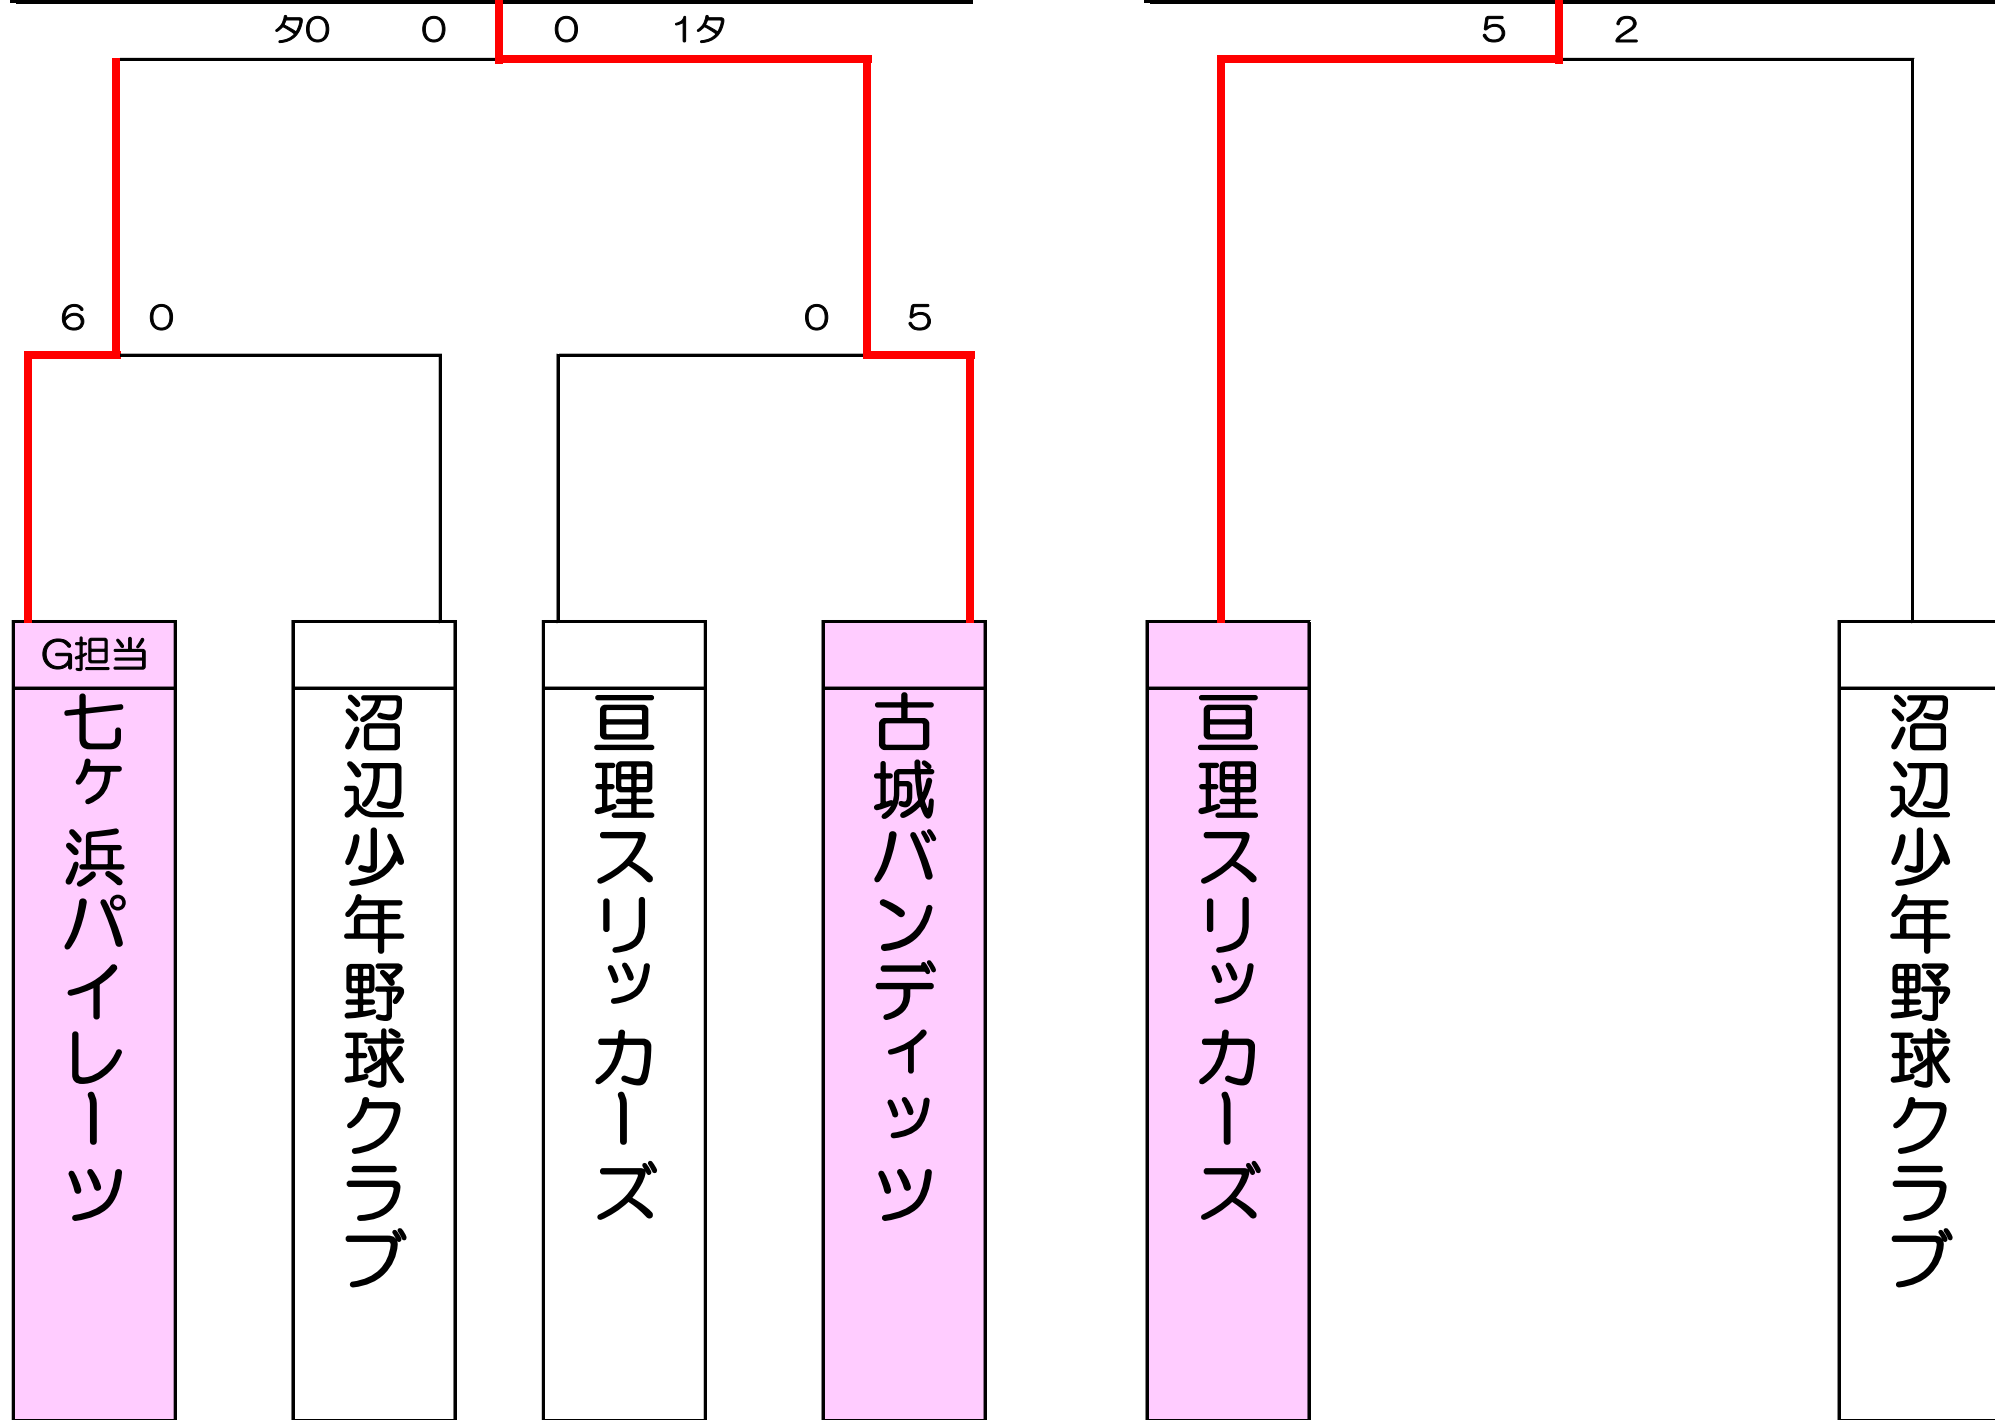 タ0 0 0 1タ
5 2
6 0
0 5
G担当
七ヶ浜パイレーツ
沼辺少年野球クラブ
亘理スリッカーズ
古城バンディッツ
亘理スリッカーズ
沼辺少年野球クラブ